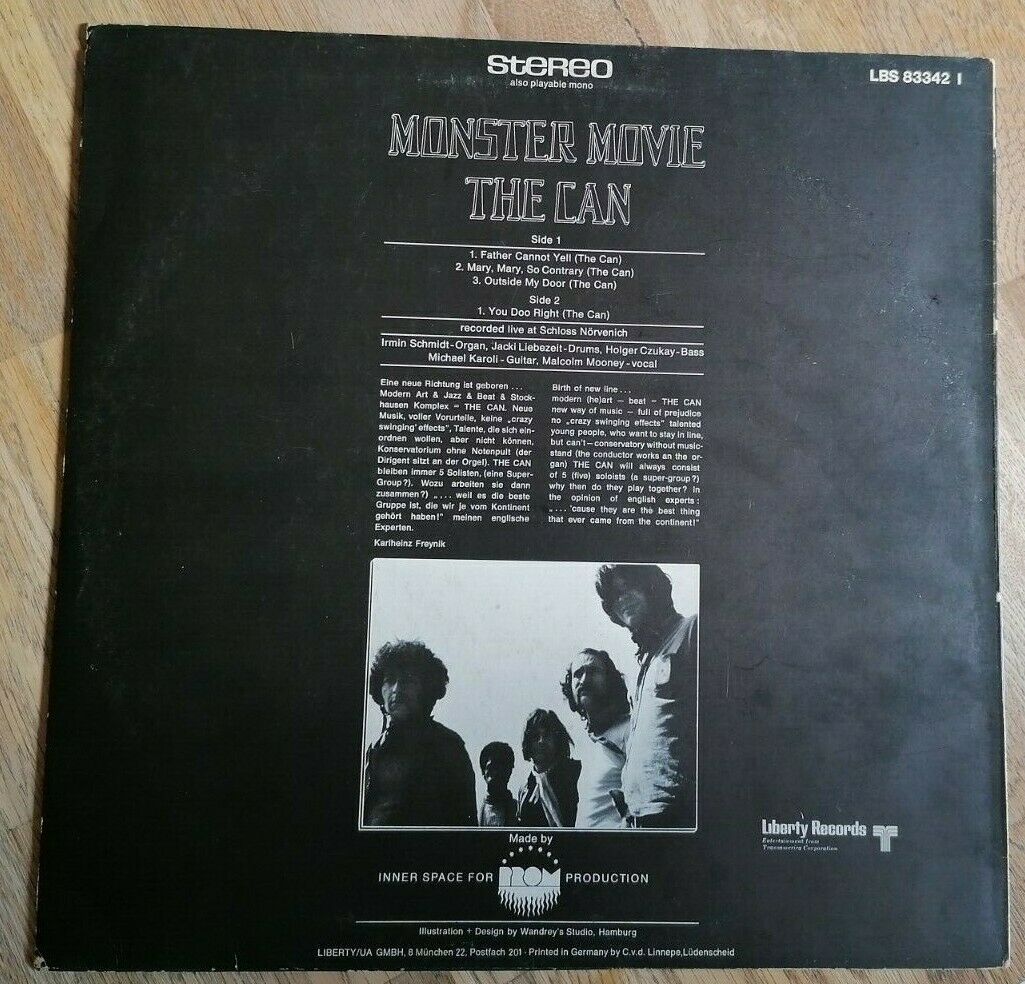 STEREO
also playable mono
LBS 83342 I
MONSTER MOVIE
THE CAN
Side 1
1. Father Cannot Yell (The Can)
2. Mary, Mary, So Contrary (The Can)
3. Outside My Door (The Can)
Side 2
1. You Doo Right (The Can)
recorded live at Schloss Nörvenich
Irmin Schmidt-Organ, Jacki Liebezeit-Drums, Holger Czukay-Bass
Michael Karoli - Guitar, Malcolm Mooney - vocal
Eine neue Richtung ist geboren ...
Modern Art & Jazz & Beat & Stock-
hausen Komplex = THE CAN. Neue
Musik, voller Vorurteile, keine „crazy
swinging' effects", Talente, die sich ein-
ordnen wollen, aber nicht können,
Konservatorium ohne Notenpult (der
Dirigent sitzt an der Orgel). THE CAN
bleiben immer 5 Solisten, (eine Super-
Group?). Wozu arbeiten sie dann
zusammen?) „... weil es die beste
Gruppe ist, die wir je vom Kontinent
gehört haben!" meinen englische
Experten.
Karlheinz Freynik
Birth of new line ...
modern (he)art — beat — THE CAN
new way of music — full of prejudice
no „crazy swinging effects" talented
young people, who want to stay in line,
but can't — conservatory without music-
stand (the conductor works an the or-
gan) THE CAN will always consist
of 5 (five) soloists (a super-group?)
why then do they play together? In
the opinion of english experts :
„... 'cause they are the best thing
that ever came from the continent!"
Made by
INNER SPACE FOR PROM PRODUCTION
Liberty Records
Entertainment from
Transamerica Corporation
Illustration + Design by Wandrey's Studio, Hamburg
LIBERTY/UA GMBH, 8 München 22, Postfach 201 · Printed in Germany by C.v.d. Linnepe, Lüdenscheid